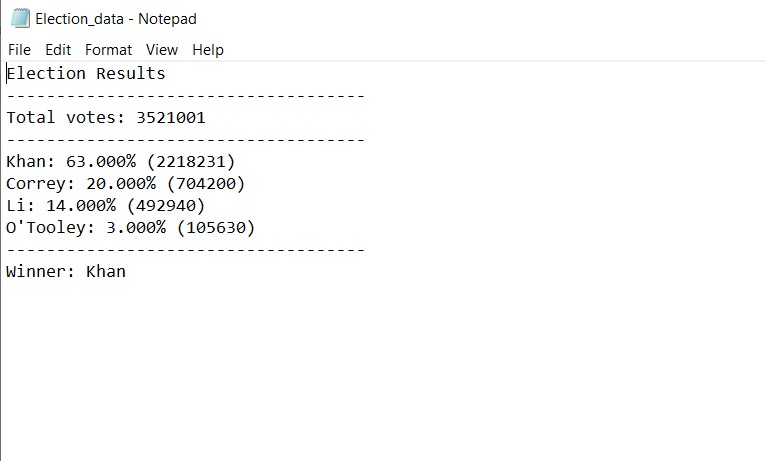 Election_data - Notepad
File Edit Format View Help
Election Results
------------------------------------
Total votes: 3521001
------------------------------------
Khan: 63.000% (2218231)
Correy: 20.000% (704200)
Li: 14.000% (492940)
O'Tooley: 3.000% (105630)
------------------------------------
Winner: Khan